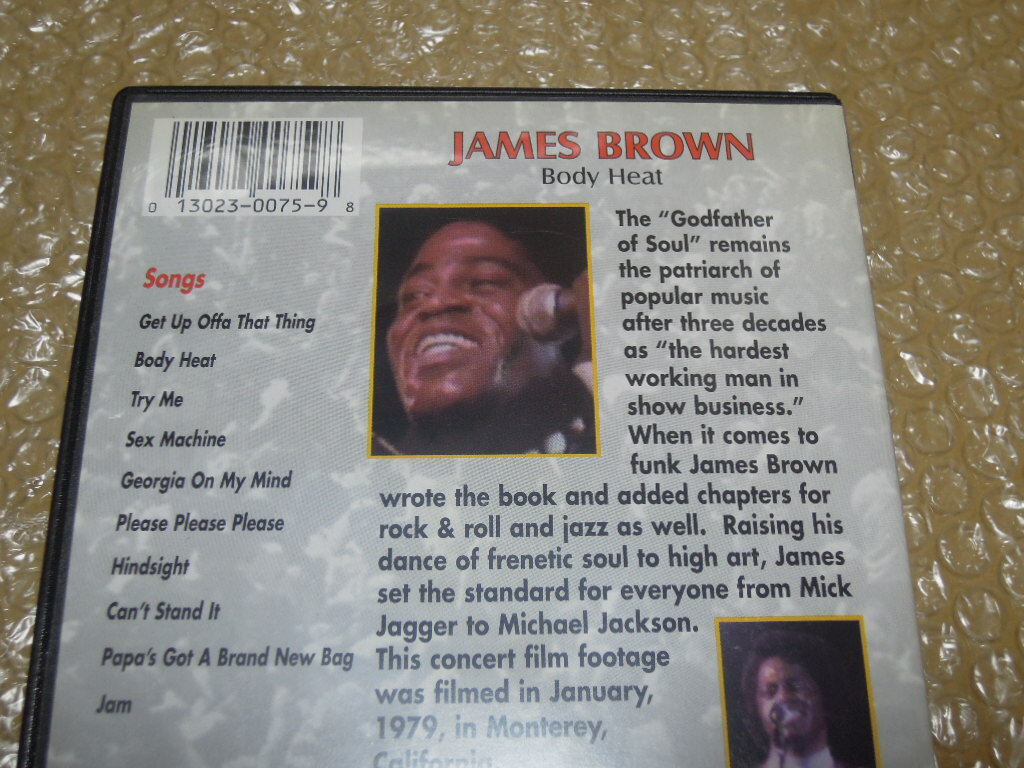 0 13023-0075-9 8
JAMES BROWN
Body Heat
Songs
Get Up Offa That Thing
Body Heat
Try Me
Sex Machine
Georgia On My Mind
Please Please Please
Hindsight
Can't Stand It
Papa's Got A Brand New Bag
Jam
The "Godfather
of Soul" remains
the patriarch of
popular music
after three decades
as "the hardest
working man in
show business."
When it comes to
funk James Brown
wrote the book and added chapters for
rock & roll and jazz as well. Raising his
dance of frenetic soul to high art, James
set the standard for everyone from Mick
Jagger to Michael Jackson.
This concert film footage
was filmed in January,
1979, in Monterey,
California